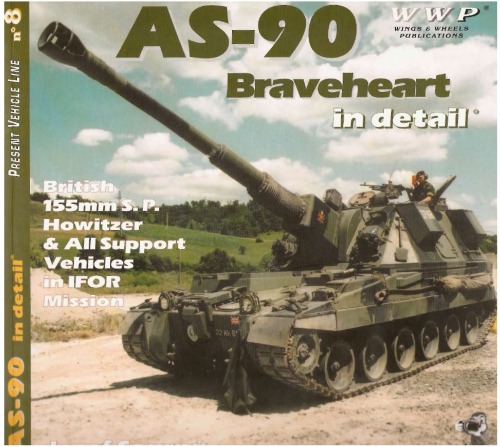 AS-90
WWP®
WINGS & WHEELS
PUBLICATIONS
Braveheart
in detail®
British
155mm S.P.
Howitzer
& All Support
Vehicles
in IFOR
Mission
PRESENT VEHICLE LINE n° 8
AS-90 in detail®